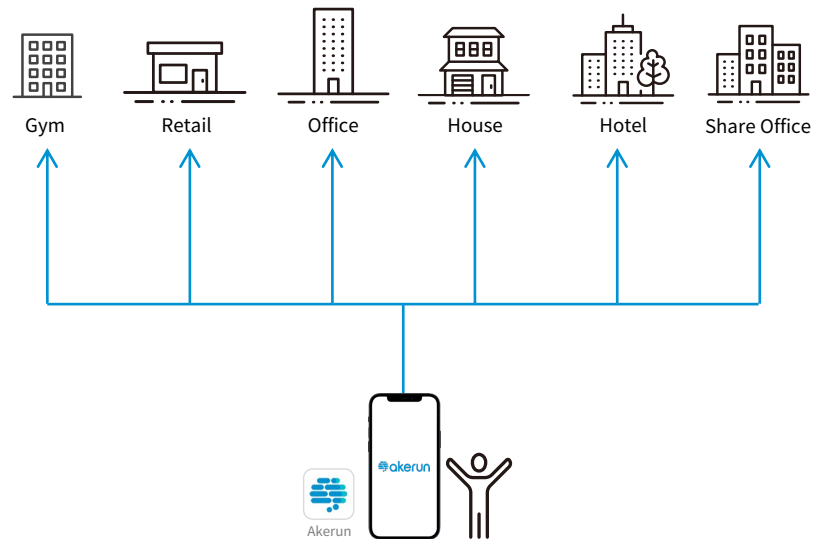 Gym
Retail
Office
House
Hotel
Share Office
akerun
Akerun